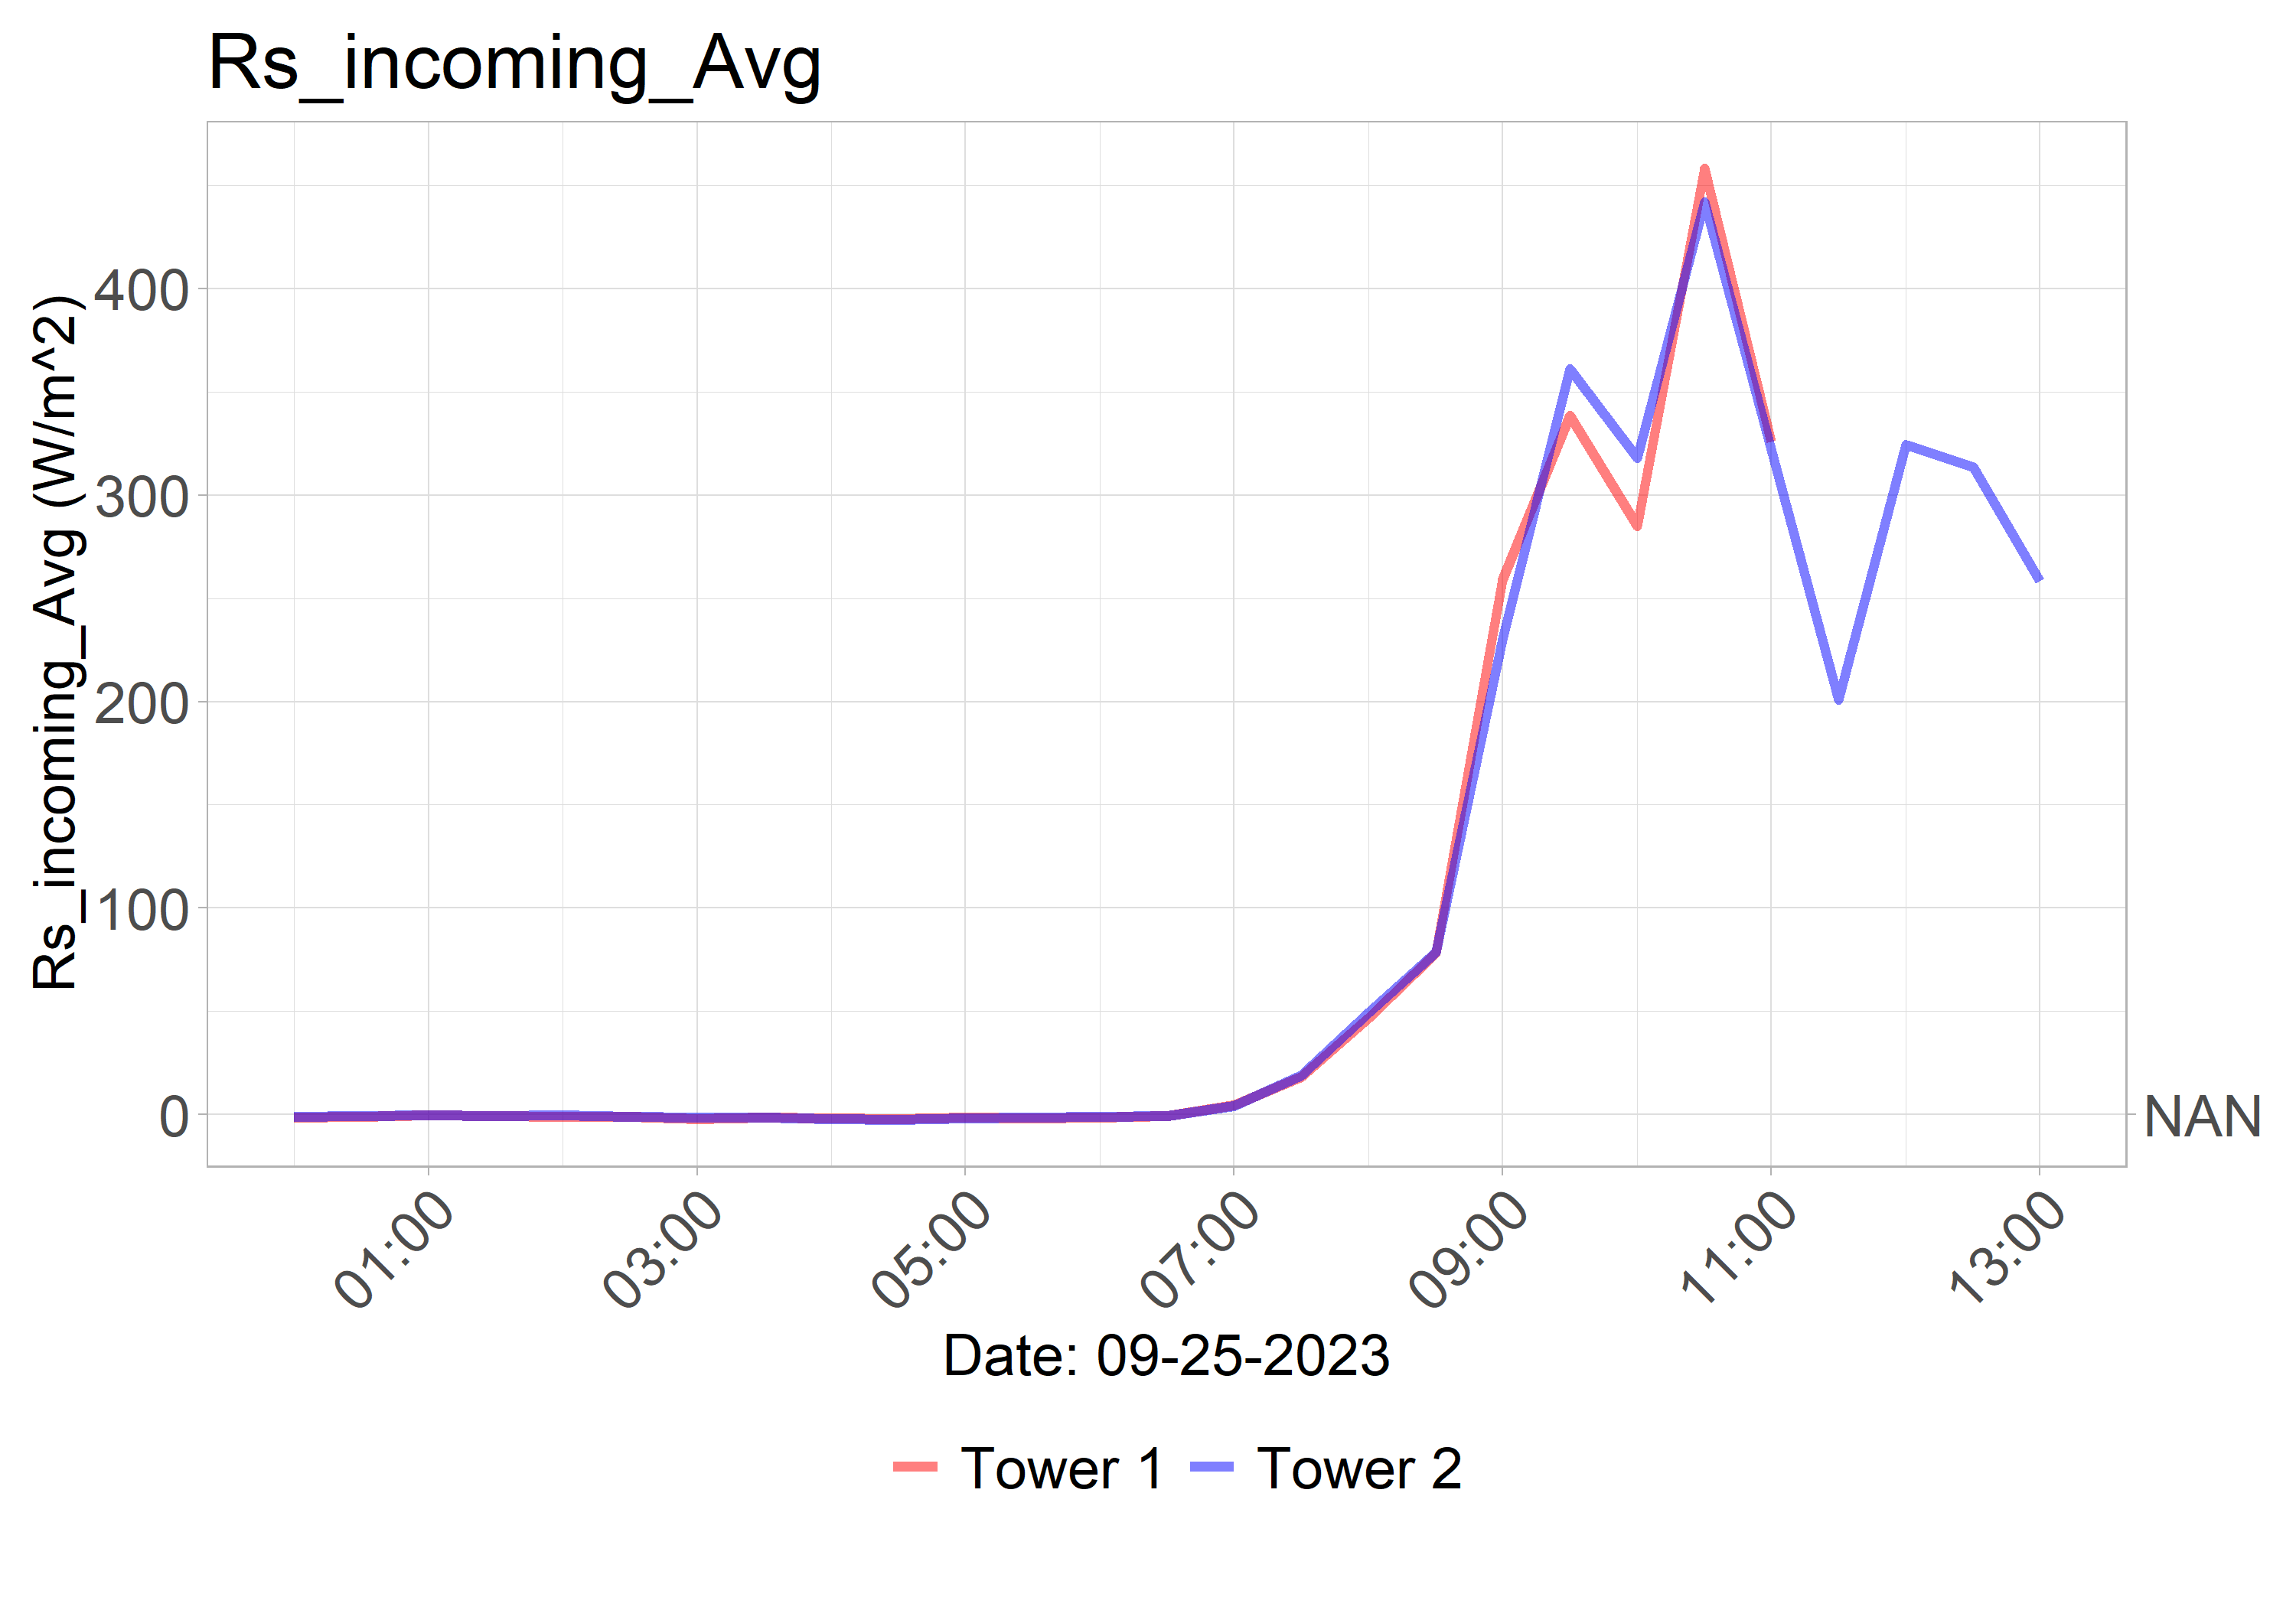 Rs_incoming_Avg
Rs_incoming_Avg (W/m^2)
400
300
200
100
0
NAN
01:00
03:00
05:00
07:00
09:00
11:00
13:00
Date: 09-25-2023
Tower 1
Tower 2